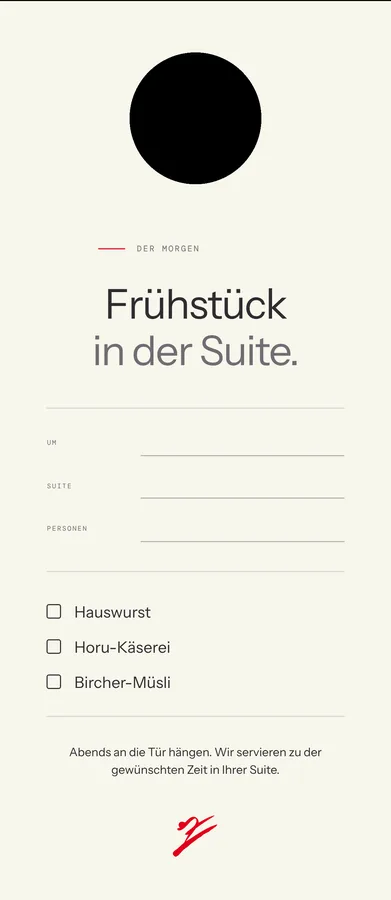 DER MORGEN
Frühstück
in der Suite.
UM
SUITE
PERSONEN
Hauswurst
Horu-Käserei
Bircher-Müsli
Abends an die Tür hängen. Wir servieren zu der
gewünschten Zeit in Ihrer Suite.